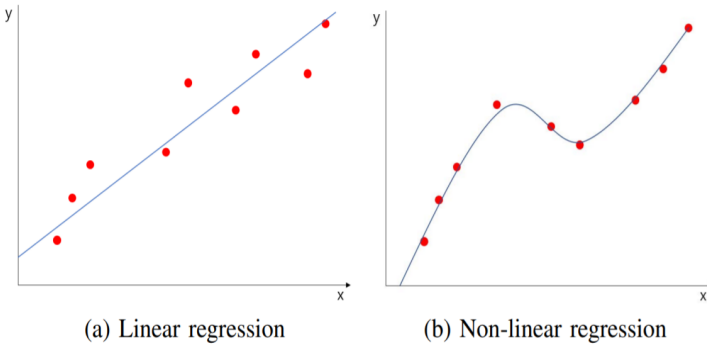 y
x
(a) Linear regression
y
x
(b) Non-linear regression